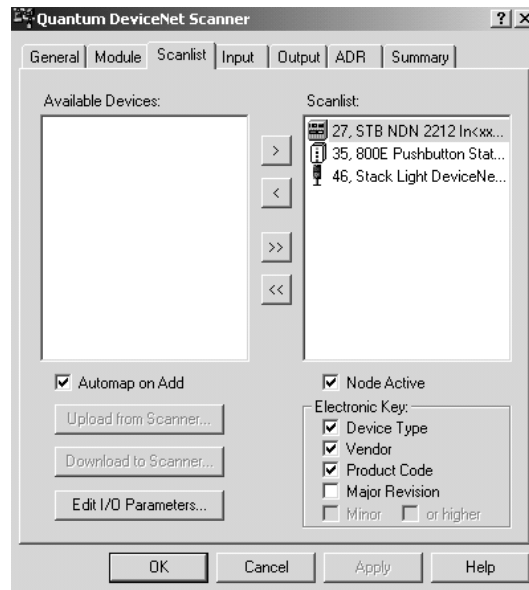 Quantum DeviceNet Scanner
General Module Scanlist Input Output ADR Summary
Available Devices:
Scanlist:
27, STB NDN 2212 In<xx...
35, 800E Pushbutton Stat...
46, Stack Light DeviceNe...
>
<
>>
<<
Automap on Add
Upload from Scanner...
Download to Scanner...
Edit I/O Parameters...
Node Active
Electronic Key:
Device Type
Vendor
Product Code
Major Revision
Minor or higher
OK Cancel Apply Help